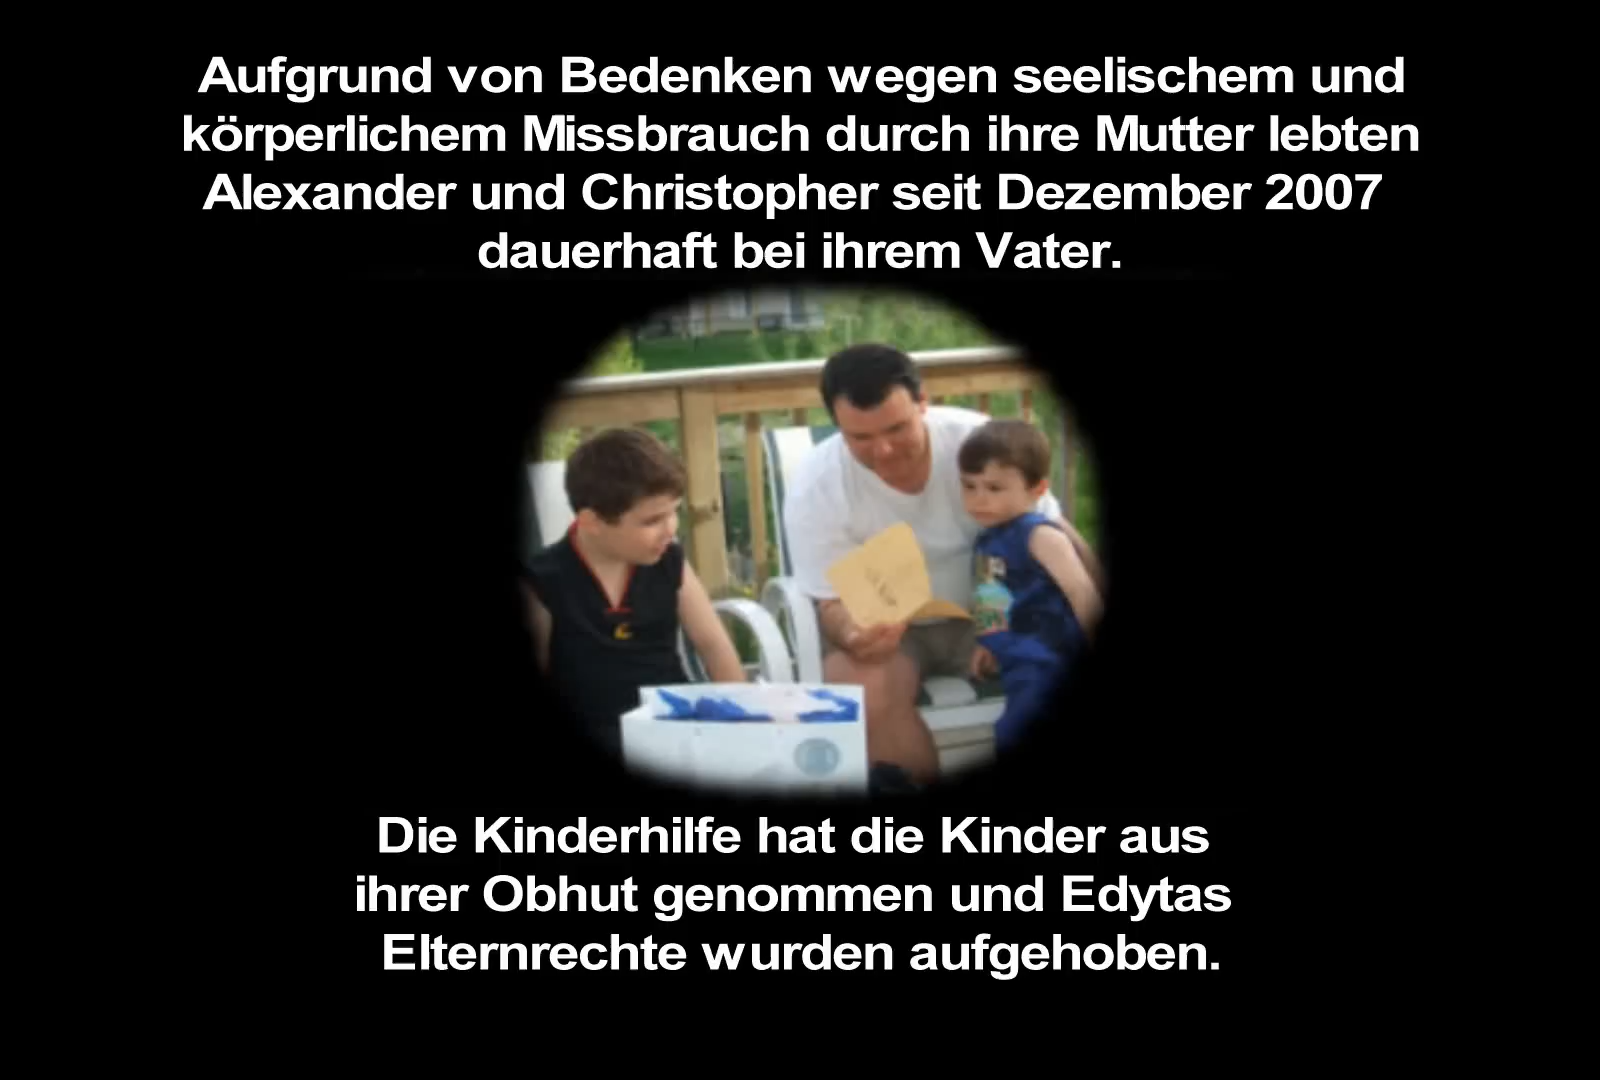 Aufgrund von Bedenken wegen seelischem und
körperlichem Missbrauch durch ihre Mutter lebten
Alexander und Christopher seit Dezember 2007
dauerhaft bei ihrem Vater.
Die Kinderhilfe hat die Kinder aus
ihrer Obhut genommen und Edytas
Elternrechte wurden aufgehoben.